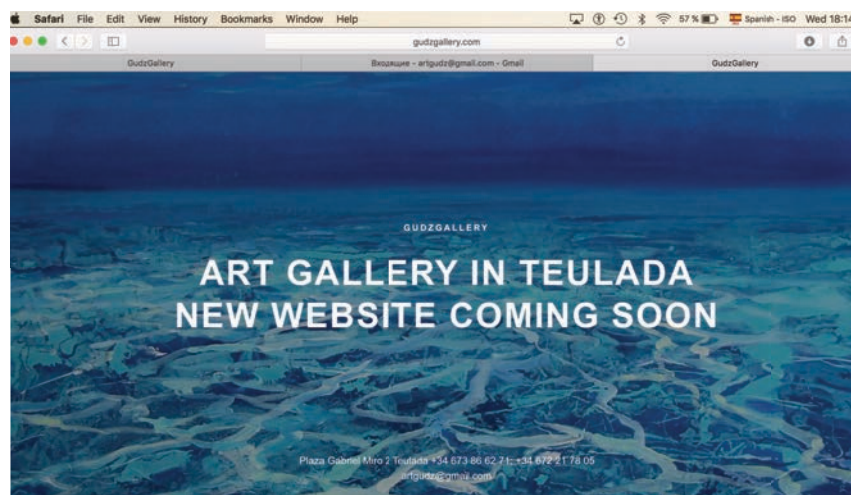 Safari File Edit View History Bookmarks Window Help 57 % Spanish - ISO Wed 18:14
gudzgallery.com
GudzGallery Входящие - artgudz@gmail.com - Gmail GudzGallery
GUDZGALLERY
ART GALLERY IN TEULADA
NEW WEBSITE COMING SOON
Plaza Gabriel Miro 2 Teulada +34 673 86 62 71; +34 672 21 78 05
artgudz@gmail.com